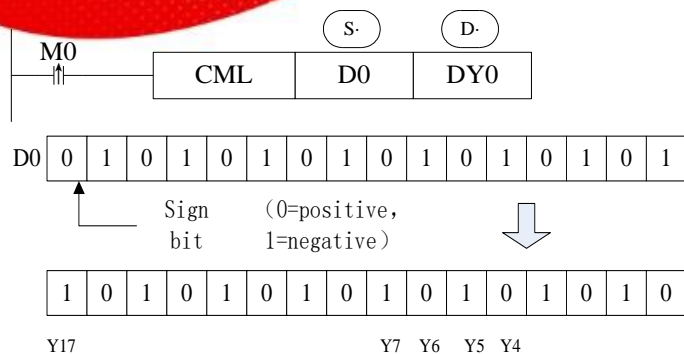 S· D·
M0
CML D0 DY0
D0 0 1 0 1 0 1 0 1 0 1 0 1 0 1 0 1
Sign (0=positive,
bit 1=negative)
1 0 1 0 1 0 1 0 1 0 1 0 1 0 1 0
Y17 Y7 Y6 Y5 Y4